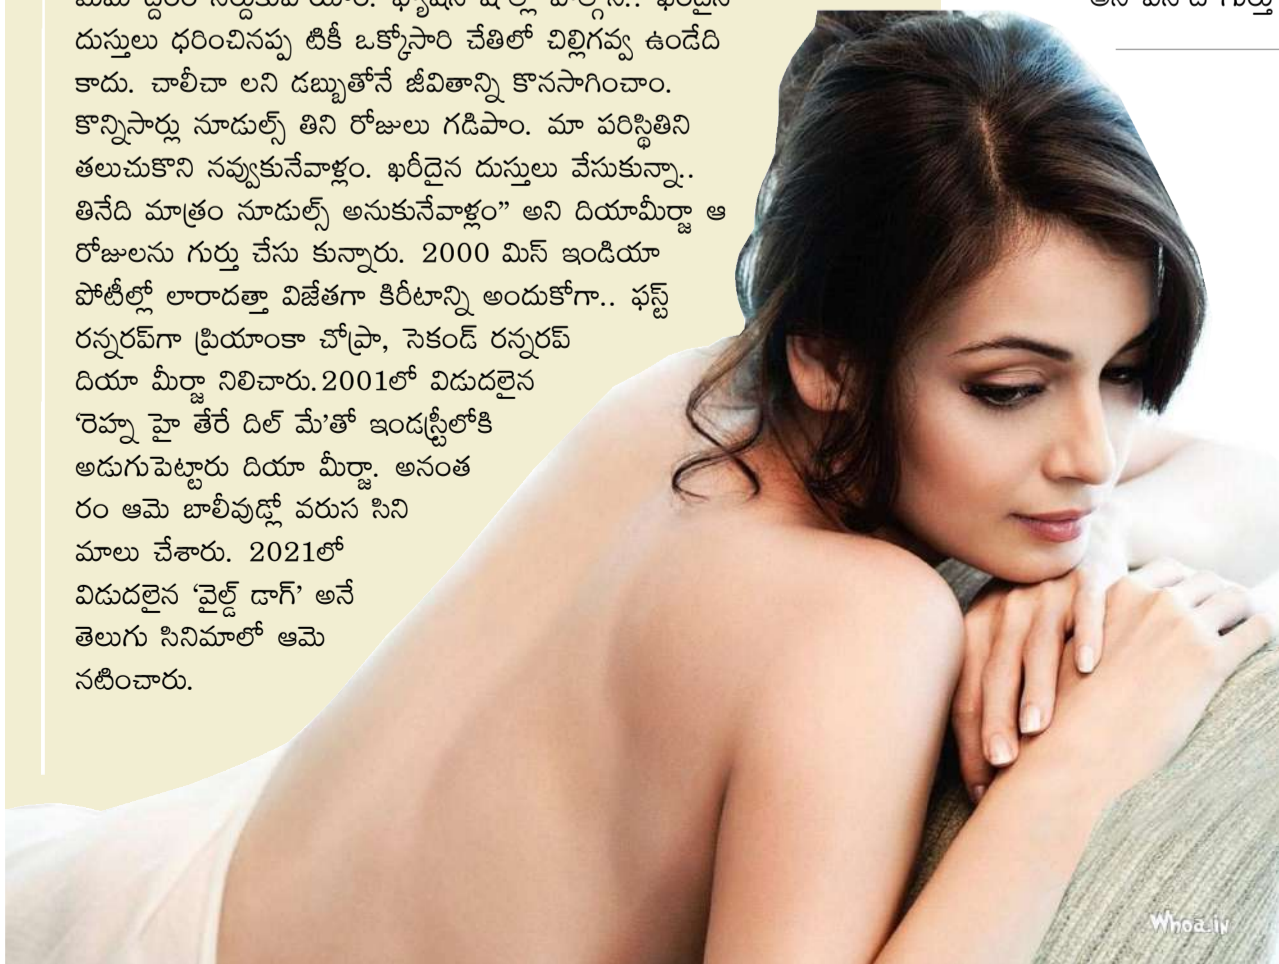 దుస్తులు ధరించినప్ప టికీ ఒక్కోసారి చేతిలో చిల్లిగవ్వ ఉండేది
కాదు. చాలీచా లని డబ్బుతోనే జీవితాన్ని కొనసాగించాం.
కొన్నిసార్లు నూడుల్స్ తిని రోజులు గడిపాం. మా పరిస్థితిని
తలుచుకొని నవ్వుకునేవాళ్లం. ఖరీదైన దుస్తులు వేసుకున్నా..
తినేది మాత్రం నూడుల్స్ అనుకునేవాళ్లం” అని దియామీర్జా ఆ
రోజులను గుర్తు చేసు కున్నారు. 2000 మిస్ ఇండియా
పోటీల్లో లారాదత్తా విజేతగా కిరీటాన్ని అందుకోగా.. ఫస్ట్
రన్నరప్‌గా ప్రియాంకా చోప్రా, సెకండ్ రన్నరప్
దియా మీర్జా నిలిచారు.2001లో విడుదలైన
‘రెహ్న హై తేరే దిల్ మే’తో ఇండస్ట్రీలోకి
అడుగుపెట్టారు దియా మీర్జా. అనంత
రం ఆమె బాలీవుడ్లో వరుస సిని
మాలు చేశారు. 2021లో
విడుదలైన ‘వైల్డ్ డాగ్’ అనే
తెలుగు సినిమాలో ఆమె
నటించారు.
Whoa.in